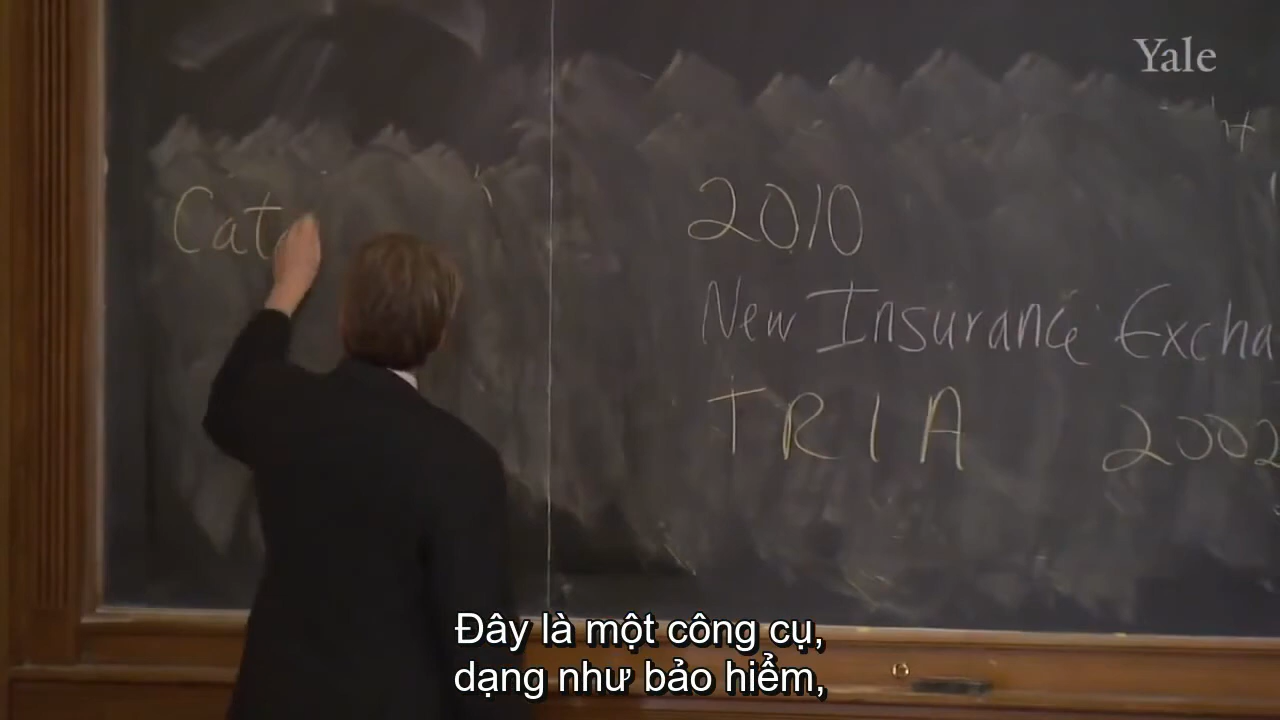 Yale
Cat
2010
New Insurance Excha
TRIA 2002
Đây là một công cụ,
dạng như bảo hiểm,